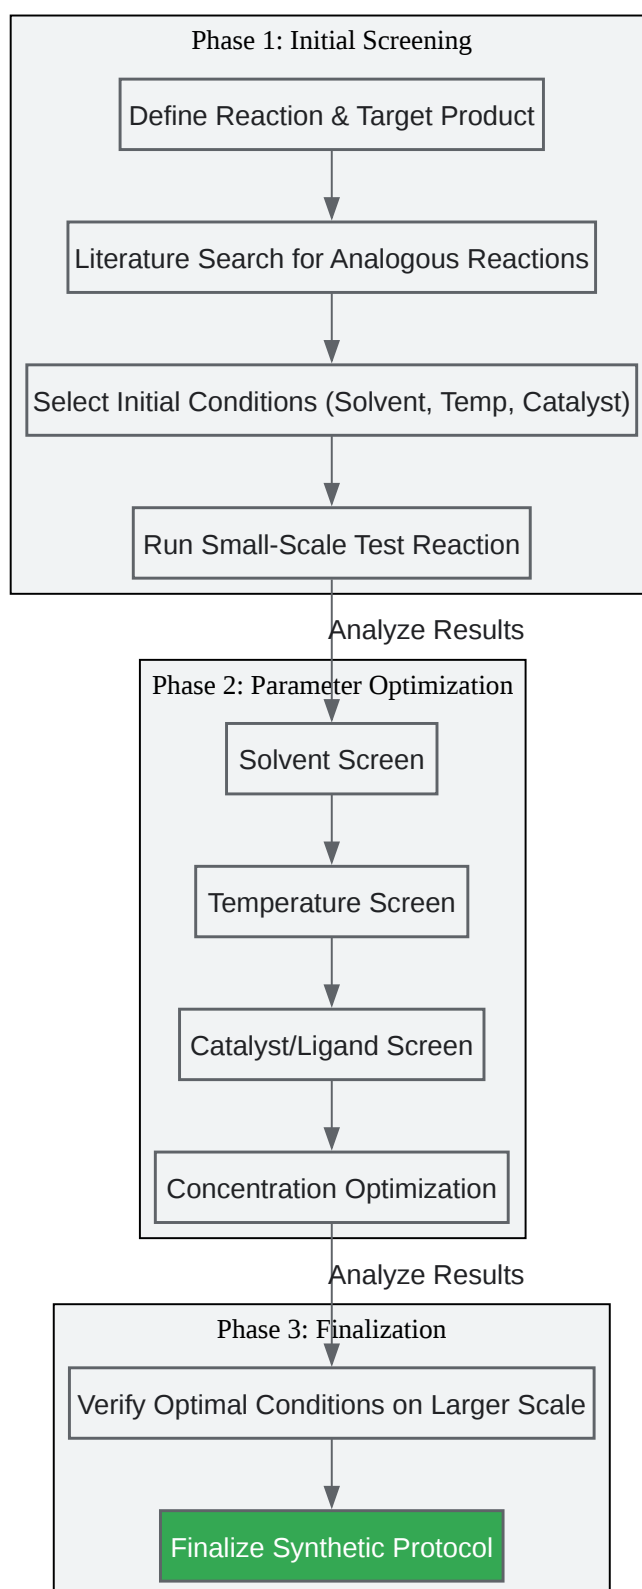 Phase 1: Initial Screening
Define Reaction & Target Product
Literature Search for Analogous Reactions
Select Initial Conditions (Solvent, Temp, Catalyst)
Run Small-Scale Test Reaction
Analyze Results
Phase 2: Parameter Optimization
Solvent Screen
Temperature Screen
Catalyst/Ligand Screen
Concentration Optimization
Analyze Results
Phase 3: Finalization
Verify Optimal Conditions on Larger Scale
Finalize Synthetic Protocol